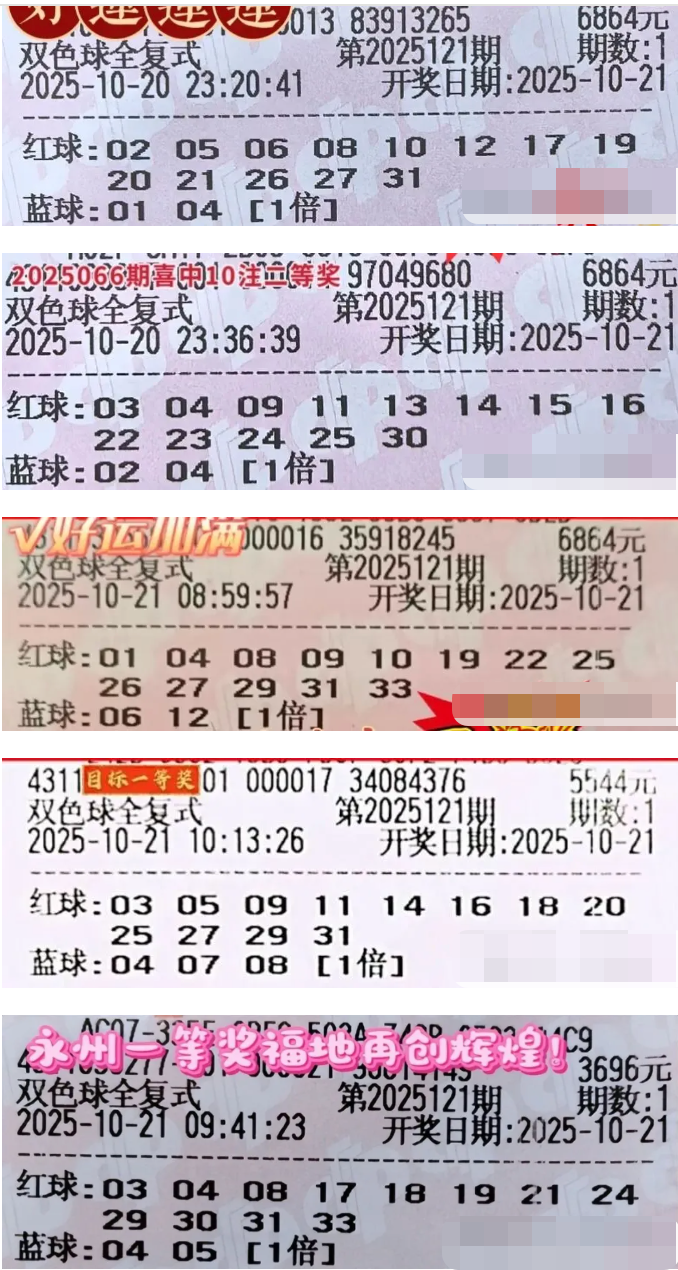 好運運運 0013 83913265 6864元
双色球全复式 第2025121期 期数:1
2025-10-20 23:20:41 开奖日期:2025-10-21
红球:02 05 06 08 10 12 17 19
20 21 26 27 31
蓝球:01 04 [1倍]
2025066期喜中10注二等奖 97049680 6864元
双色球全复式 第2025121期 期数:1
2025-10-20 23:36:39 开奖日期:2025-10-21
红球:03 04 09 11 13 14 15 16
22 23 24 25 30
蓝球:02 04 [1倍]
√好运加满 000016 35918245 6864元
双色球全复式 第2025121期 期数:1
2025-10-21 08:59:57 开奖日期:2025-10-21
红球:01 04 08 09 10 19 22 25
26 27 29 31 33
蓝球:06 12 [1倍]
4311 目标一等奖 01 000017 34084376 5544元
双色球全复式 第2025121期 期数:1
2025-10-21 10:13:26 开奖日期:2025-10-21
红球:03 05 09 11 14 16 18 20
25 27 29 31
蓝球:04 07 08 [1倍]
永州一等奖福地再创辉煌!
3696元
双色球全复式 第2025121期 期数:1
2025-10-21 09:41:23 开奖日期:2025-10-21
红球:03 04 08 17 18 19 21 24
29 30 31 33
蓝球:04 05 [1倍]